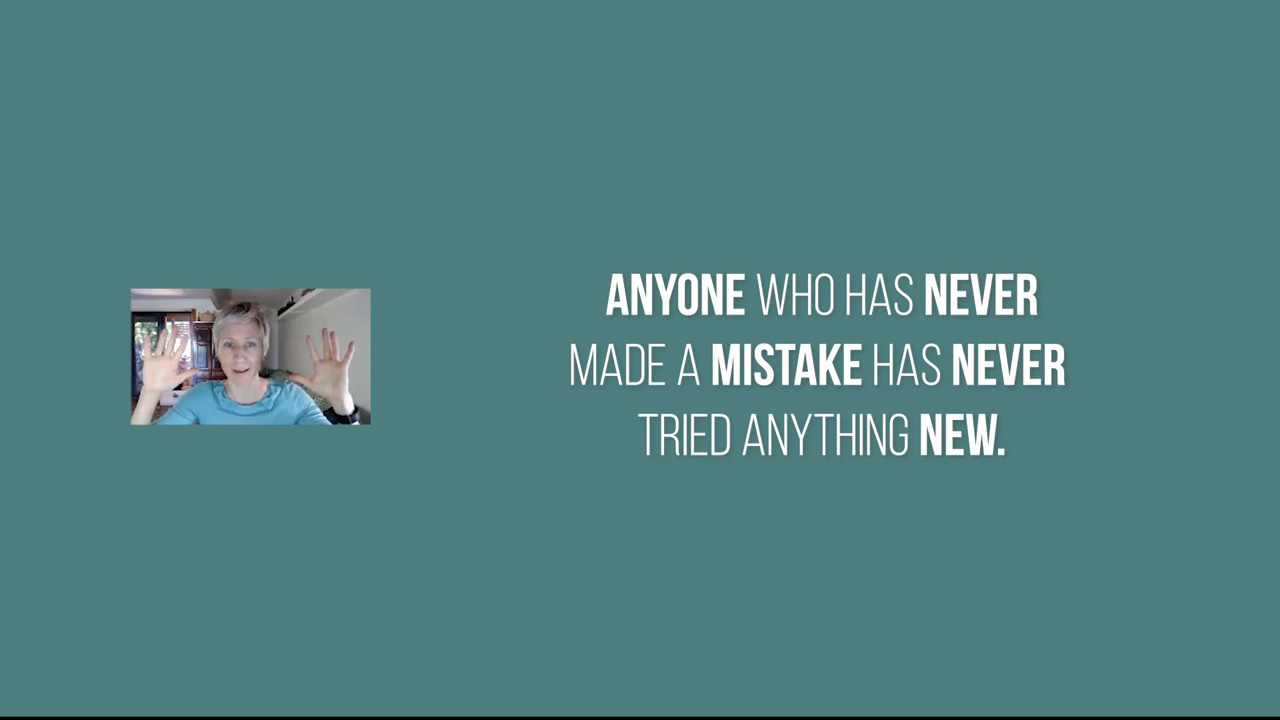 ANYONE WHO HAS NEVER
MADE A MISTAKE HAS NEVER
TRIED ANYTHING NEW.